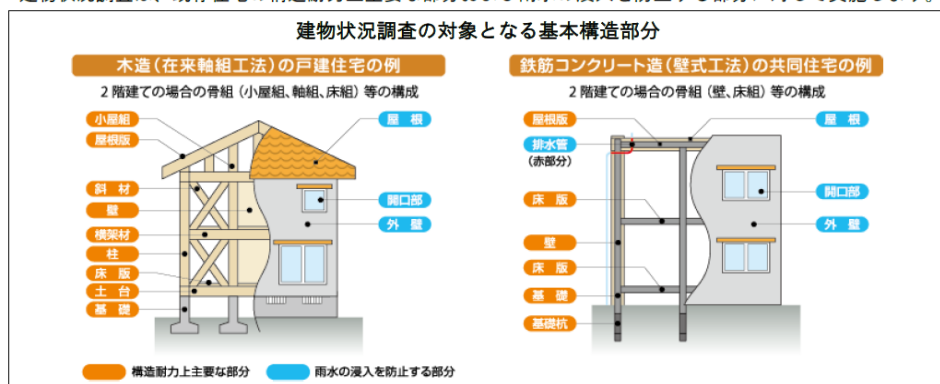 建物状況調査の対象となる基本構造部分
木造(在来軸組工法)の戸建住宅の例
2階建ての場合の骨組(小屋組、軸組、床組)等の構成
小屋組
屋根版
斜材
壁
横架材
柱
床版
土台
基礎
屋根
開口部
外壁
鉄筋コンクリート造(壁式工法)の共同住宅の例
2階建ての場合の骨組(壁、床組)等の構成
屋根版
排水管
(赤部分)
床版
壁
床版
基礎
基礎杭
屋根
開口部
外壁
構造耐力上主要な部分
雨水の浸入を防止する部分